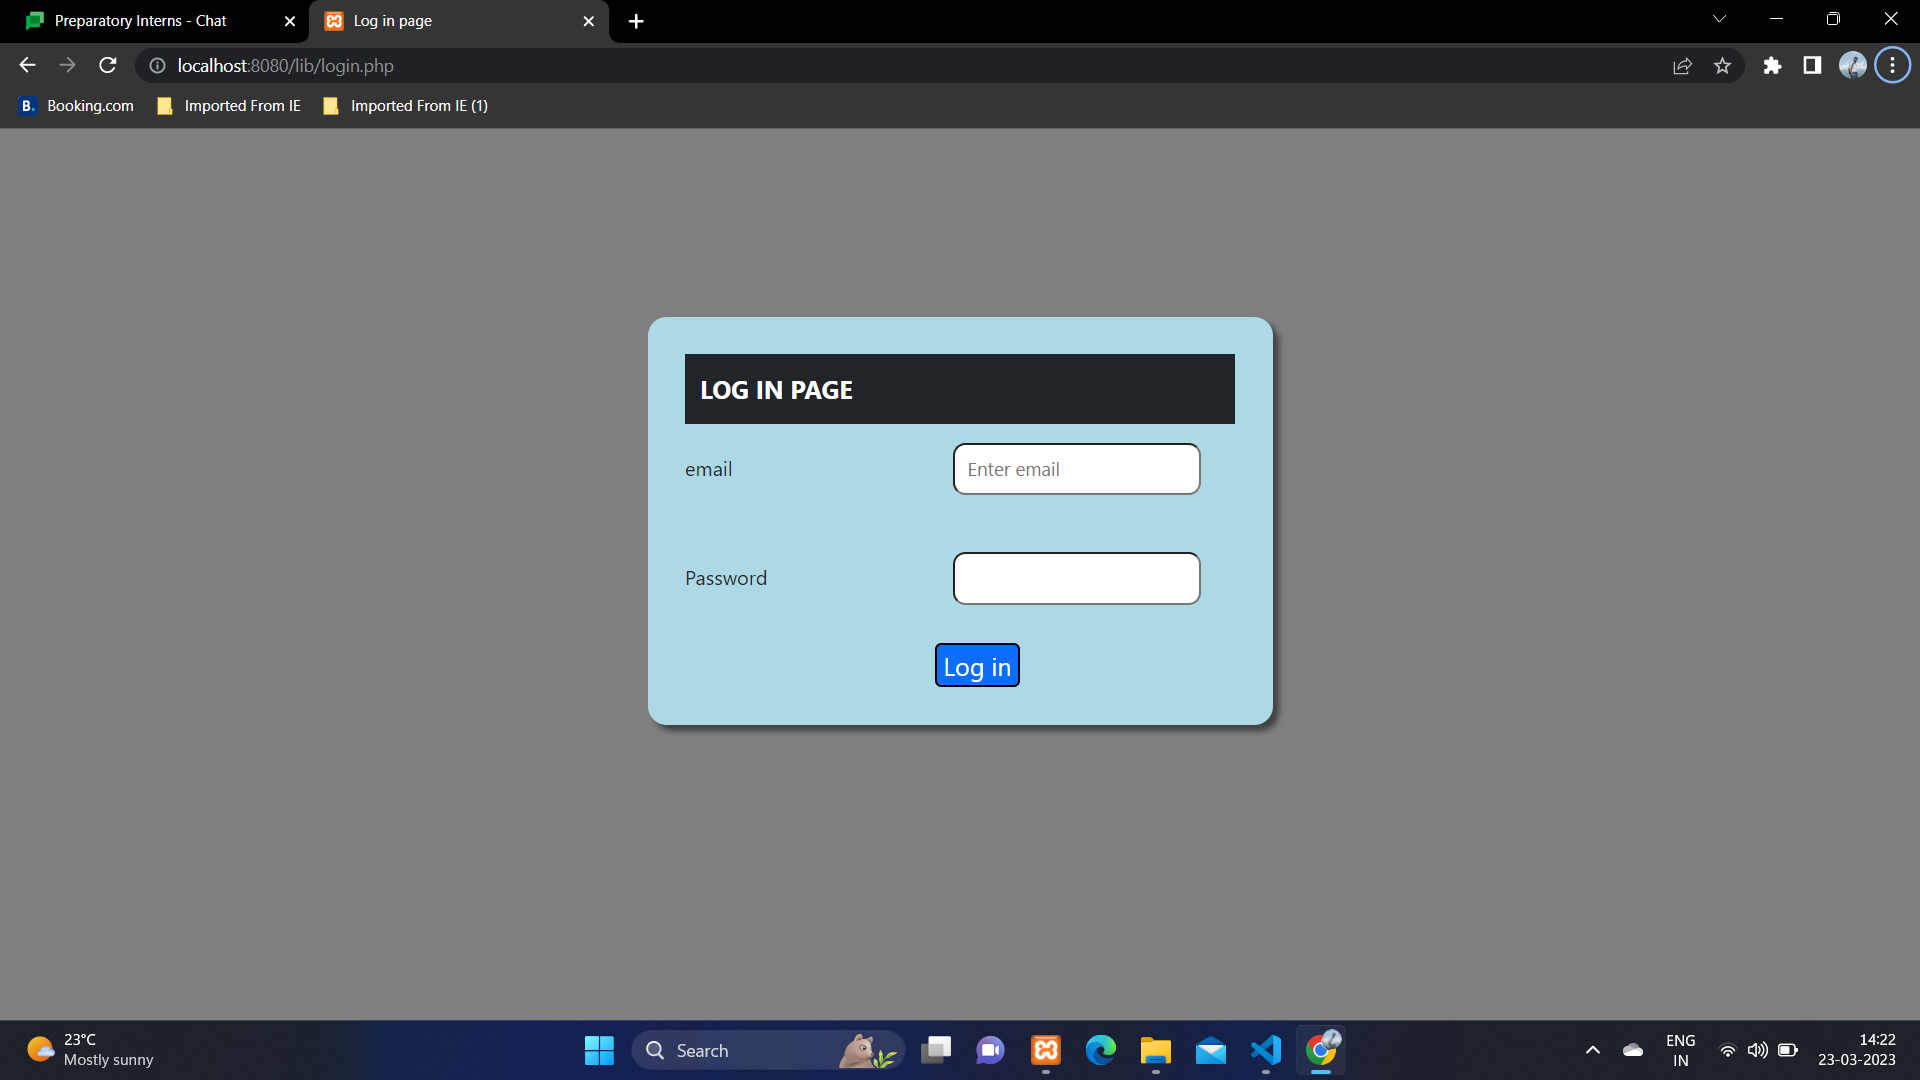 Preparatory Interns - Chat
Log in page
localhost:8080/lib/login.php
B. Booking.com
Imported From IE
Imported From IE (1)
LOG IN PAGE
email
Enter email
Password
Log in
23°C
Mostly sunny
Search
ENG
IN
14:22
23-03-2023